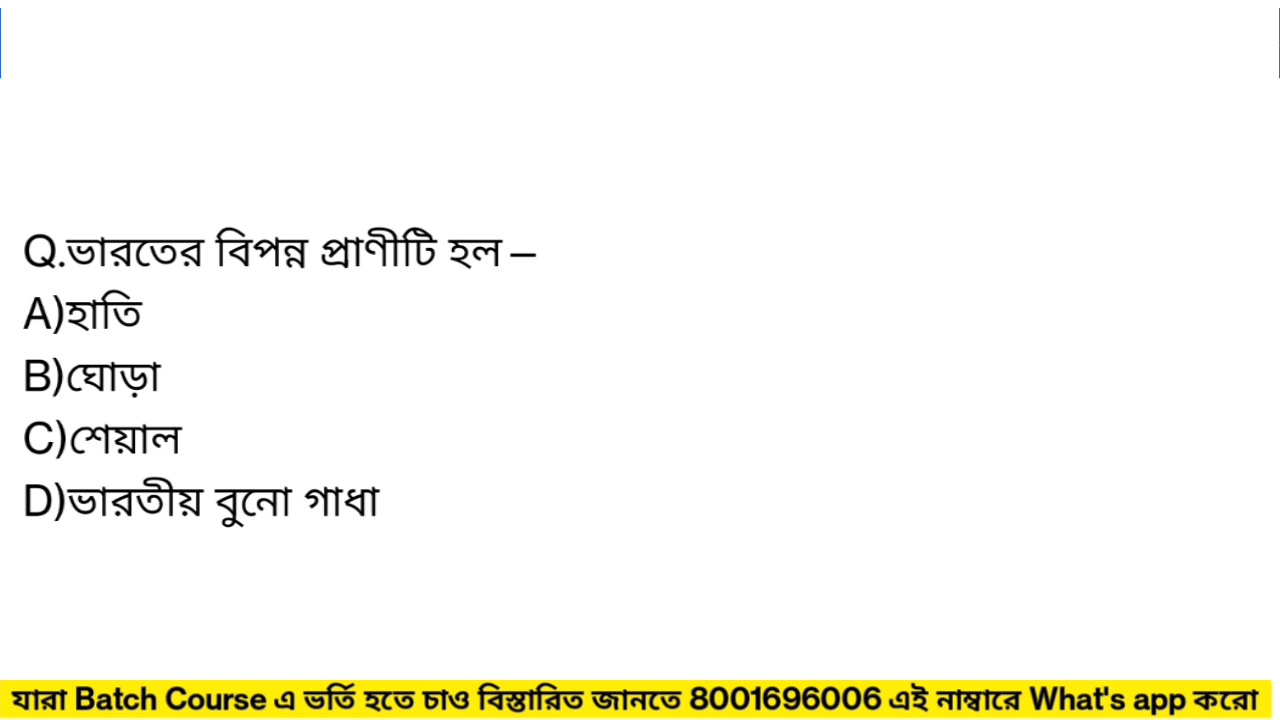 Q.ভারতের বিপন্ন প্রাণীটি হল –
A)হাতি
B)ঘোড়া
C)শেয়াল
D)ভারতীয় বুনো গাধা
যারা Batch Course এ ভর্তি হতে চাও বিস্তারিত জানতে 8001696006 এই নাম্বারে What's app করো